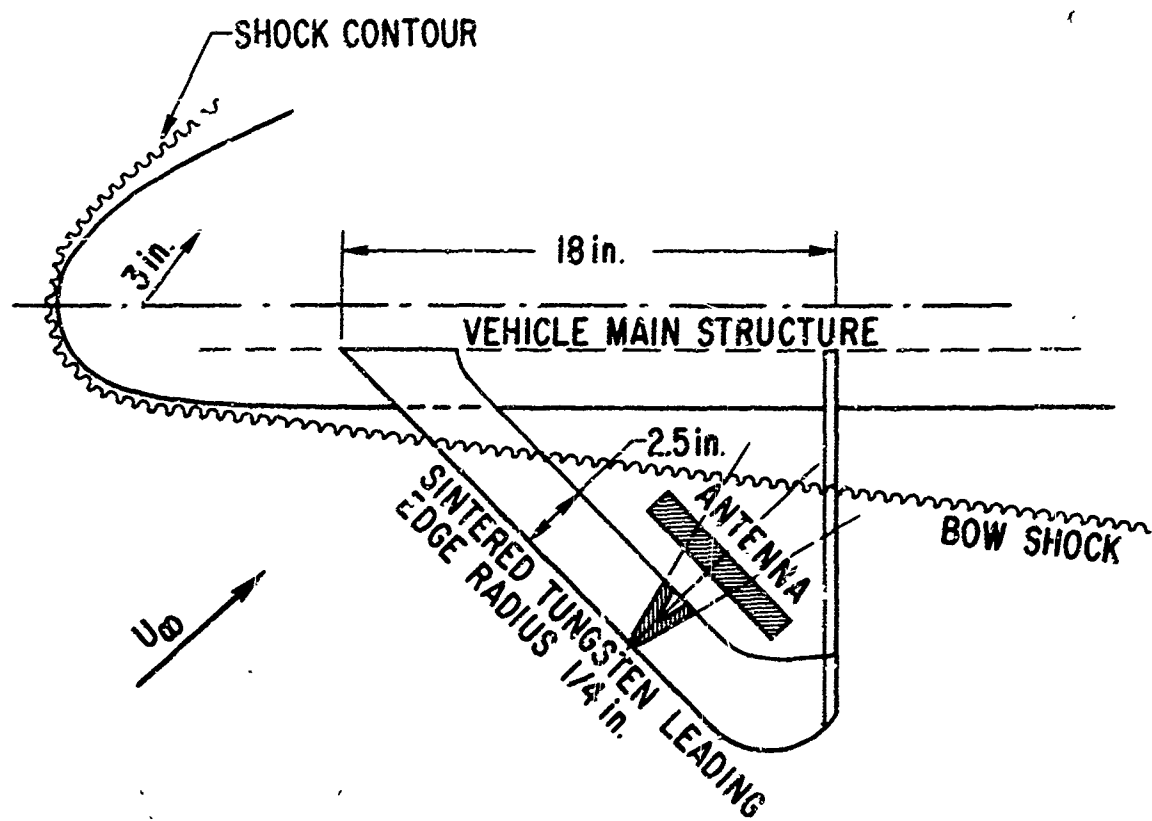 SHOCK CONTOUR
3 in.
18 in.
VEHICLE MAIN STRUCTURE
2.5 in.
ANTENNA
SINTERED TUNGSTEN LEADING
EDGE RADIUS 1/4 in.
BOW SHOCK
U∞